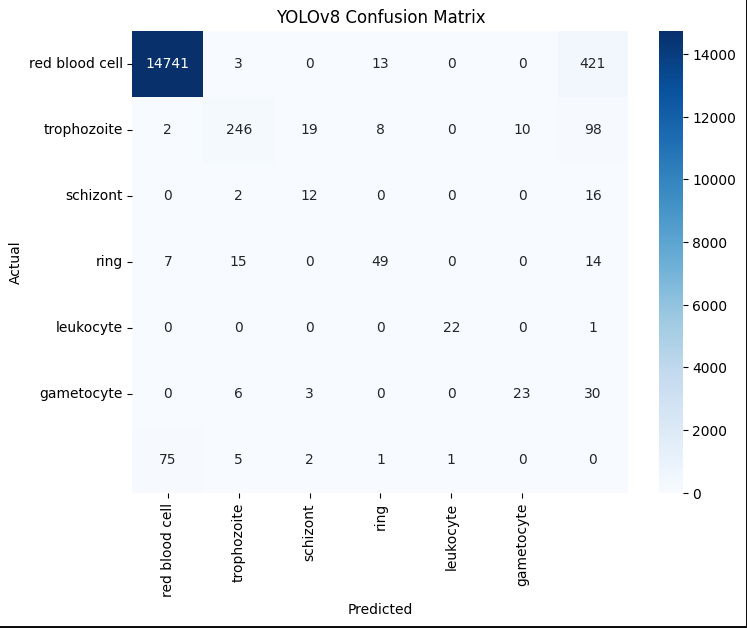 YOLOv8 Confusion Matrix
red blood cell 14741 3 0 13 0 0 421
trophozoite 2 246 19 8 0 10 98
schizont 0 2 12 0 0 0 16
ring 7 15 0 49 0 0 14
leukocyte 0 0 0 0 22 0 1
gametocyte 0 6 3 0 0 23 30
75 5 2 1 1 0 0
Actual
red blood cell trophozoite schizont ring leukocyte gametocyte
Predicted
14000
12000
10000
8000
6000
4000
2000
0